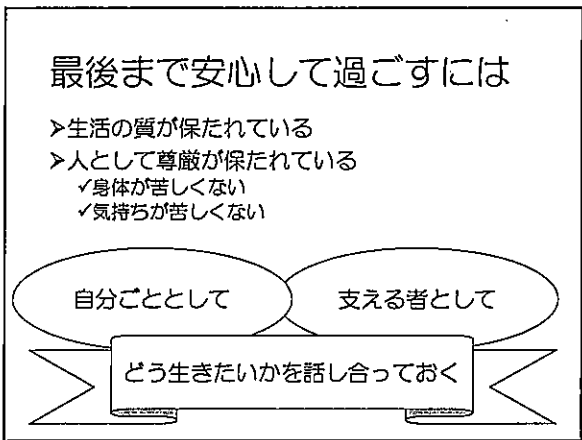 最後まで安心して過ごすには
➢生活の質が保たれている
➢人として尊厳が保たれている
✓身体が苦しくない
✓気持ちが苦しくない
自分ごととして
支える者として
どう生きたいかを話し合っておく